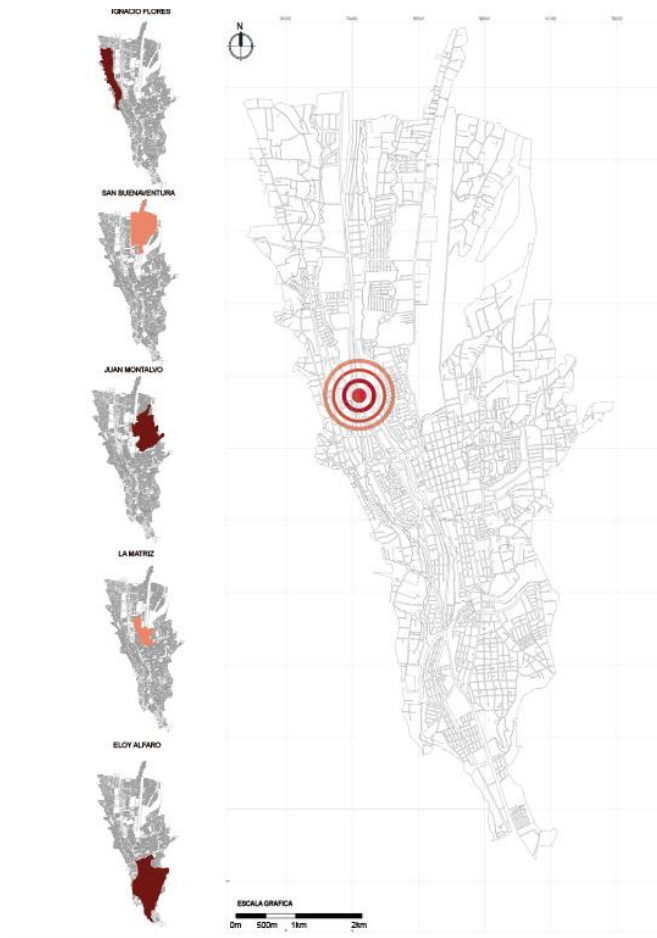 IGNACIO FLORES
SAN BUENAVENTURA
JUAN MONTALVO
LA MATRIZ
ELOY ALFARO
N
ESCALA GRAFICA
0m 500m 1km 2km